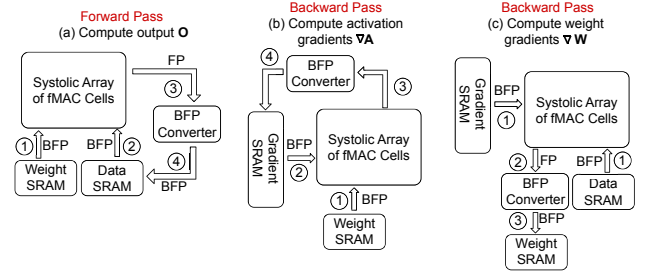 Forward Pass
(a) Compute output O
Systolic Array
of fMAC Cells
FP
3
BFP
Converter
1
BFP
BFP
2
4
BFP
Weight
SRAM
Data
SRAM
Backward Pass
(b) Compute activation
gradients ∇A
4
BFP
Converter
3
Gradient
SRAM
BFP
2
Systolic Array
of fMAC Cells
1
BFP
Weight
SRAM
Backward Pass
(c) Compute weight
gradients ∇ W
Gradient
SRAM
BFP
1
Systolic Array
of fMAC Cells
2
FP
BFP
1
BFP
Converter
Data
SRAM
3
BFP
Weight
SRAM